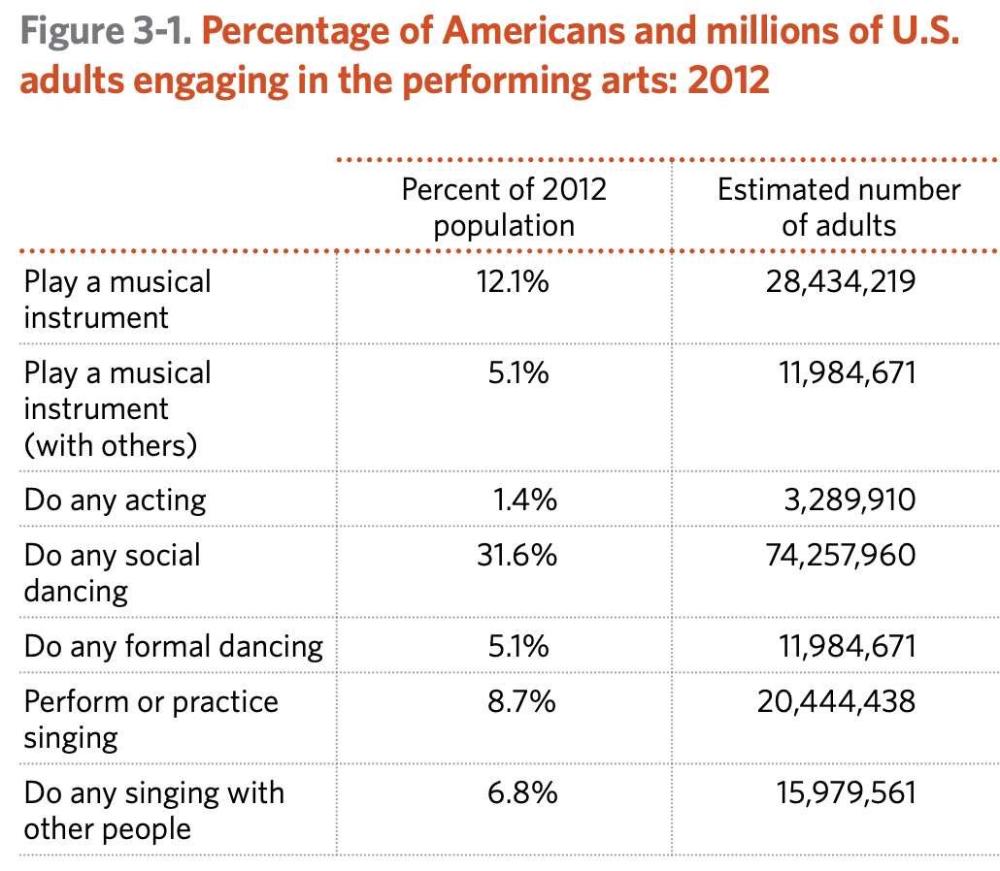 Figure 3-1. Percentage of Americans and millions of U.S.
adults engaging in the performing arts: 2012
Percent of 2012 population Estimated number of adults
Play a musical instrument 12.1% 28,434,219
Play a musical instrument (with others) 5.1% 11,984,671
Do any acting 1.4% 3,289,910
Do any social dancing 31.6% 74,257,960
Do any formal dancing 5.1% 11,984,671
Perform or practice singing 8.7% 20,444,438
Do any singing with other people 6.8% 15,979,561